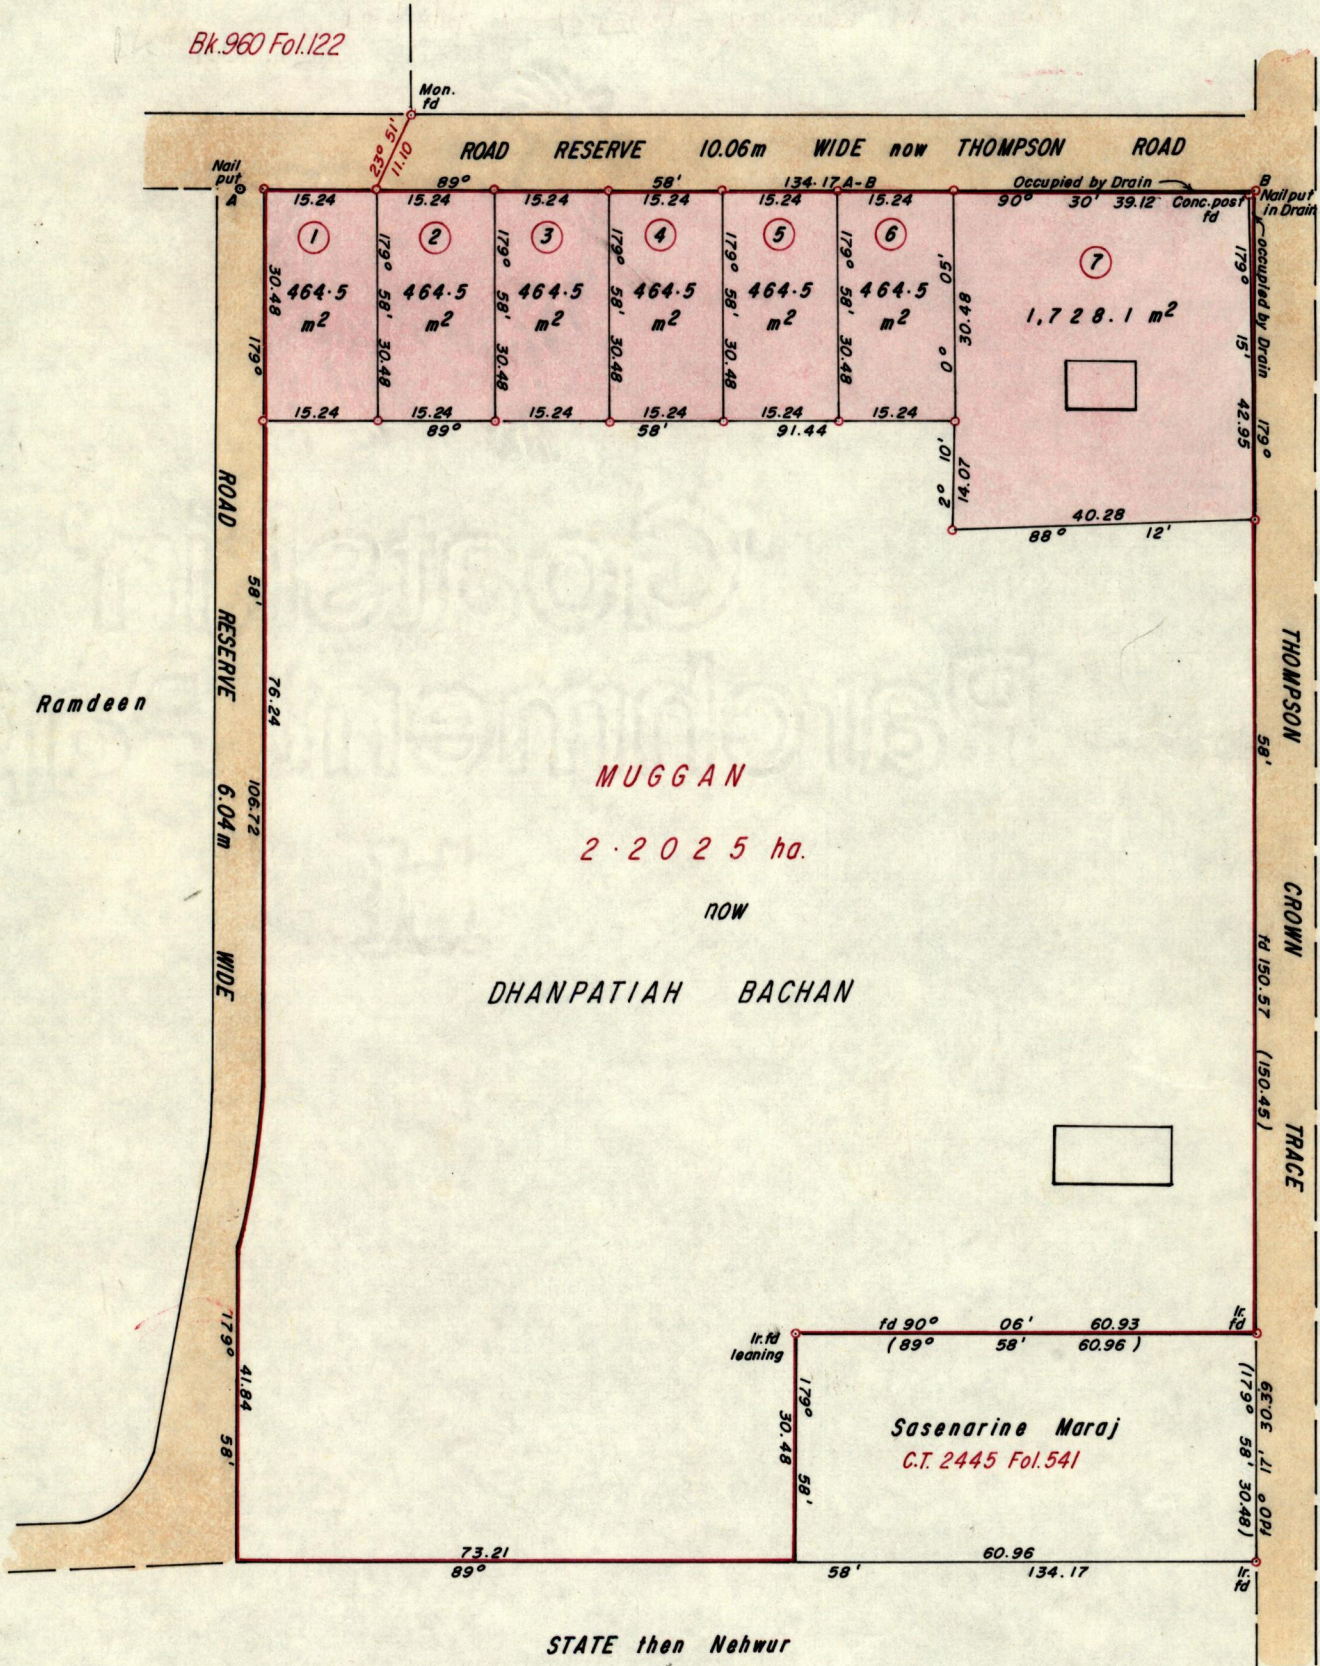 Bk.960 Fol.122
Mon.
fd
23° 51'
11.10
ROAD RESERVE 10.06m WIDE now THOMPSON ROAD
Nail
put
A
89° 58' 134.17 A-B
Occupied by Drain
B
Nail put
in Drain
15.24 15.24 15.24 15.24 15.24 15.24
90° 30' 39.12
Conc.post
fd
1 2 3 4 5 6 7
464.5 464.5 464.5 464.5 464.5 464.5
m² m² m² m² m² m²
1,728.1 m²
30.48
179° 58' 30.48
179° 58' 30.48
179° 58' 30.48
179° 58' 30.48
179° 58' 30.48
0° 05'
30.48
179° 15' 42.95
occupied by Drain
15.24 15.24 15.24 15.24 15.24 15.24
89° 58' 91.44
2° 10'
14.07
40.28
88° 12'
179° 58' 106.72
76.24
ROAD RESERVE 6.04m WIDE
Ramdeen
MUGGAN
2.2025 ha.
now
DHANPATIAH BACHAN
179° 58' fd 150.57 (150.45)
THOMPSON CROWN TRACE
Ir.fd
leaning
fd 90° 06' 60.93
(89° 58' 60.96)
Ir.
fd
179° 58'
41.84
179° 58'
30.48
Sasenarine Maraj
C.T. 2445 Fol.541
(179° 58' 30.48)
fd 0° 17' 30.39
73.21 60.96
89° 58' 134.17
Ir.
fd
STATE then Nehwur